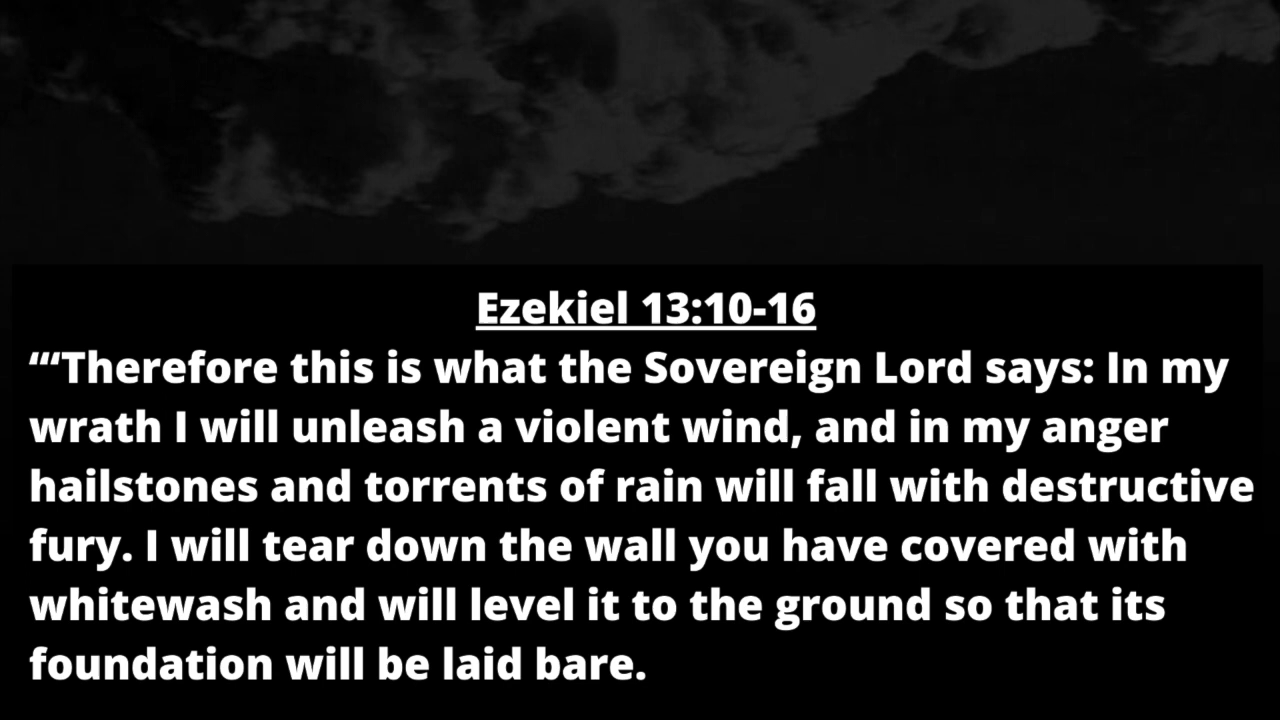 Ezekiel 13:10-16
“‘Therefore this is what the Sovereign Lord says: In my
wrath I will unleash a violent wind, and in my anger
hailstones and torrents of rain will fall with destructive
fury. I will tear down the wall you have covered with
whitewash and will level it to the ground so that its
foundation will be laid bare.